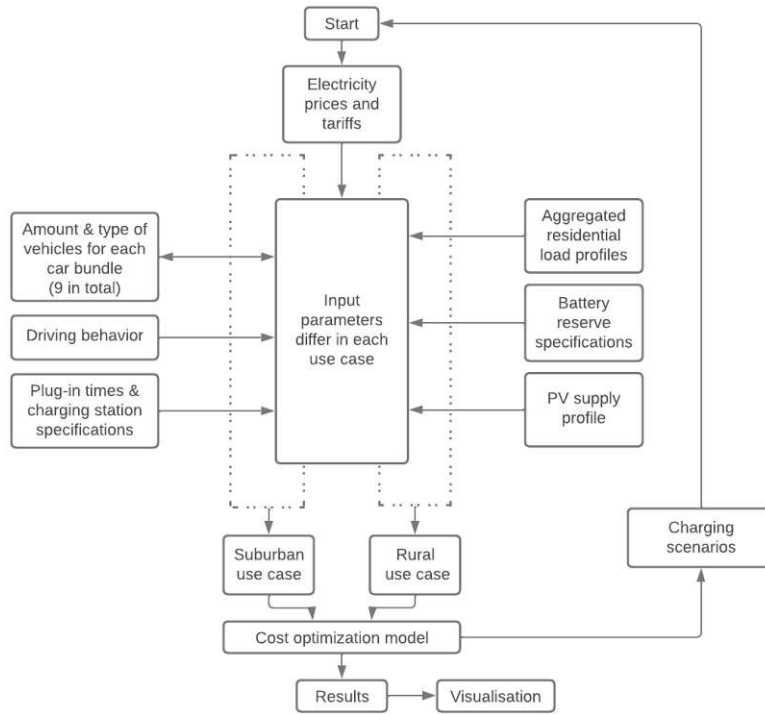 Start
Electricity
prices and
tariffs
Amount & type of
vehicles for each
car bundle
(9 in total)
Driving behavior
Plug-in times &
charging station
specifications
Input
parameters
differ in each
use case
Aggregated
residential
load profiles
Battery
reserve
specifications
PV supply
profile
Charging
scenarios
Suburban
use case
Rural
use case
Cost optimization model
Results
Visualisation